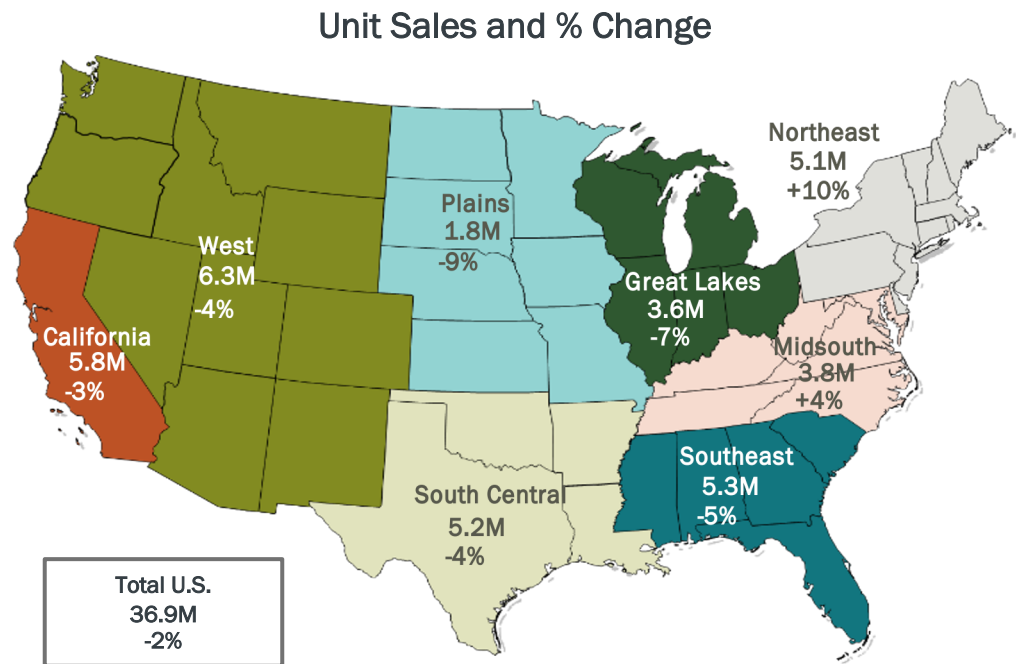 Unit Sales and % Change
Northeast
5.1M
+10%
Plains
1.8M
-9%
West
6.3M
-4%
Great Lakes
3.6M
-7%
California
5.8M
-3%
Midsouth
3.8M
+4%
Southeast
5.3M
-5%
South Central
5.2M
-4%
Total U.S.
36.9M
-2%